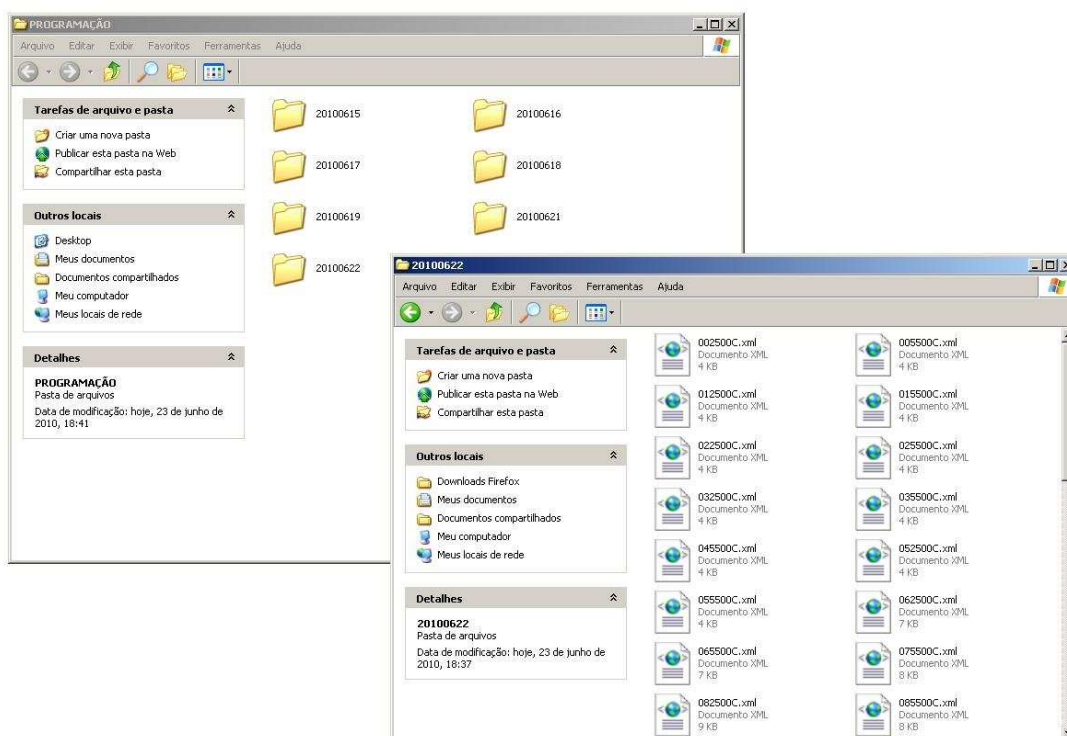 PROGRAMAÇÃO
Arquivo Editar Exibir Favoritos Ferramentas Ajuda
Tarefas de arquivo e pasta
Criar uma nova pasta
Publicar esta pasta na Web
Compartilhar esta pasta
Outros locais
Desktop
Meus documentos
Documentos compartilhados
Meu computador
Meus locais de rede
Detalhes
PROGRAMAÇÃO
Pasta de arquivos
Data de modificação: hoje, 23 de junho de
2010, 18:41
20100615 20100616
20100617 20100618
20100619 20100621
20100622
20100622
Arquivo Editar Exibir Favoritos Ferramentas Ajuda
Tarefas de arquivo e pasta
Criar uma nova pasta
Publicar esta pasta na Web
Compartilhar esta pasta
Outros locais
Downloads Firefox
Meus documentos
Documentos compartilhados
Meu computador
Meus locais de rede
Detalhes
20100622
Pasta de arquivos
Data de modificação: hoje, 23 de junho de
2010, 18:37
002500C.xml 005500C.xml
Documento XML Documento XML
4 KB 4 KB
012500C.xml 015500C.xml
Documento XML Documento XML
4 KB 4 KB
022500C.xml 025500C.xml
Documento XML Documento XML
4 KB 4 KB
032500C.xml 035500C.xml
Documento XML Documento XML
4 KB 4 KB
045500C.xml 052500C.xml
Documento XML Documento XML
4 KB 4 KB
055500C.xml 062500C.xml
Documento XML Documento XML
4 KB 7 KB
065500C.xml 075500C.xml
Documento XML Documento XML
7 KB 8 KB
082500C.xml 085500C.xml
Documento XML Documento XML
9 KB 8 KB